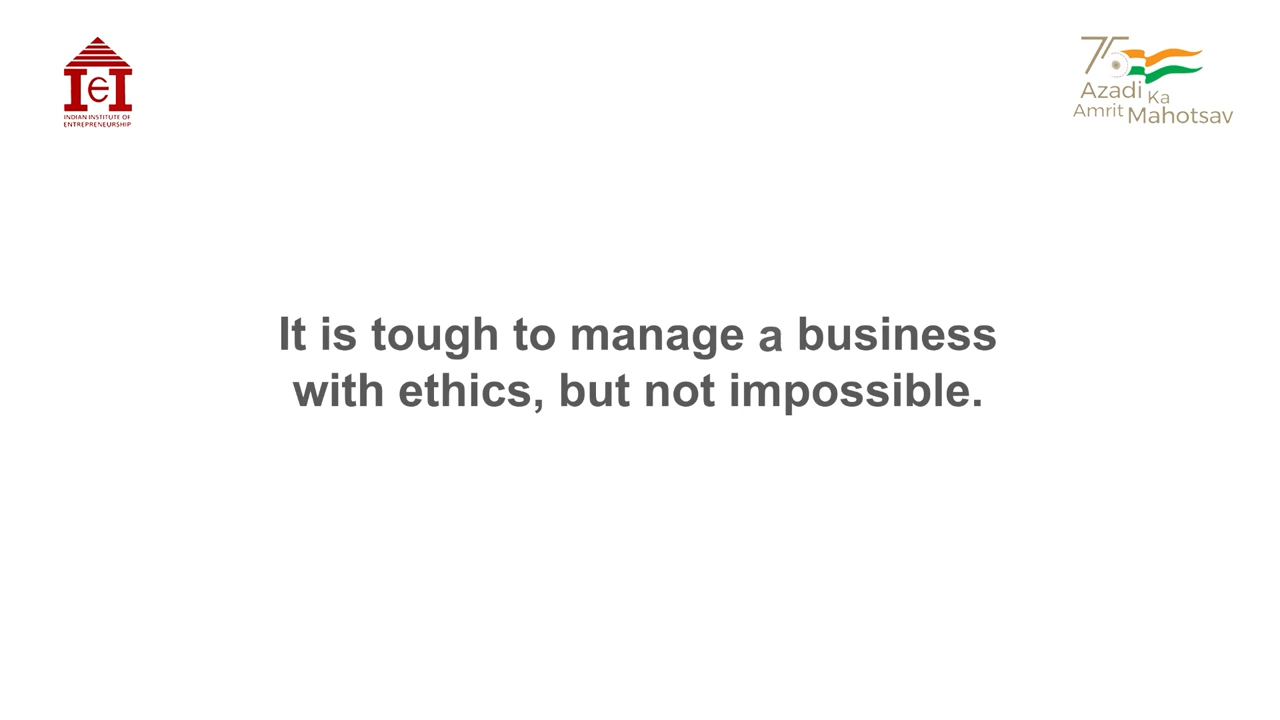 IeI
INDIAN INSTITUTE OF
ENTREPRENEURSHIP
75
Azadi Ka
Amrit Mahotsav
It is tough to manage a business
with ethics, but not impossible.